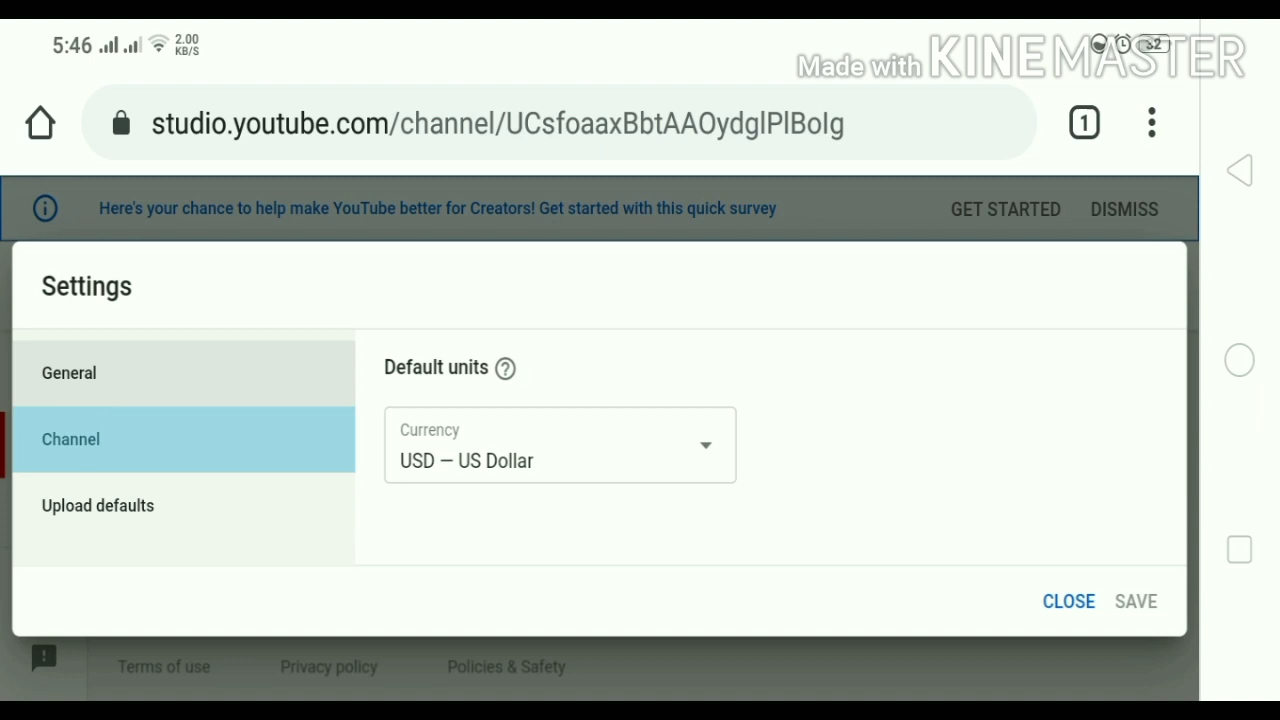 5:46 2.00 KB/S 32
Made with KINEMASTER
studio.youtube.com/channel/UCsfoaaxBbtAAOydglPlBoIg 1
Here's your chance to help make YouTube better for Creators! Get started with this quick survey GET STARTED DISMISS
Settings
General
Channel
Upload defaults
Default units ?
Currency
USD – US Dollar
CLOSE SAVE
Terms of use Privacy policy Policies & Safety